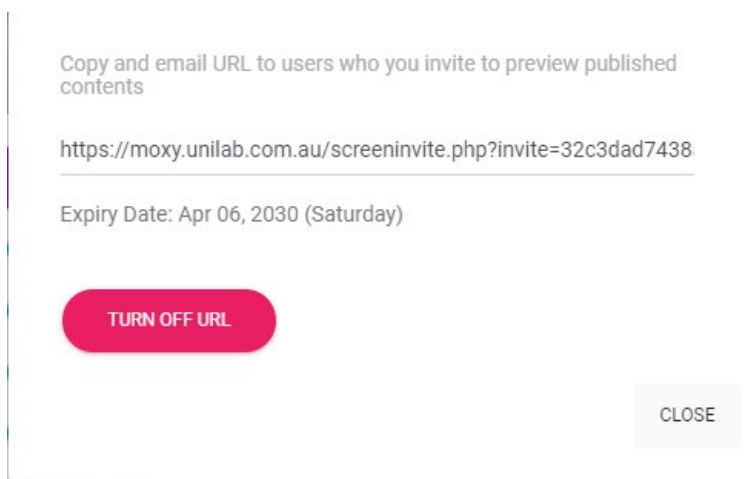 Copy and email URL to users who you invite to preview published
contents
https://moxy.unilab.com.au/screeninvite.php?invite=32c3dad7438
Expiry Date: Apr 06, 2030 (Saturday)
TURN OFF URL
CLOSE